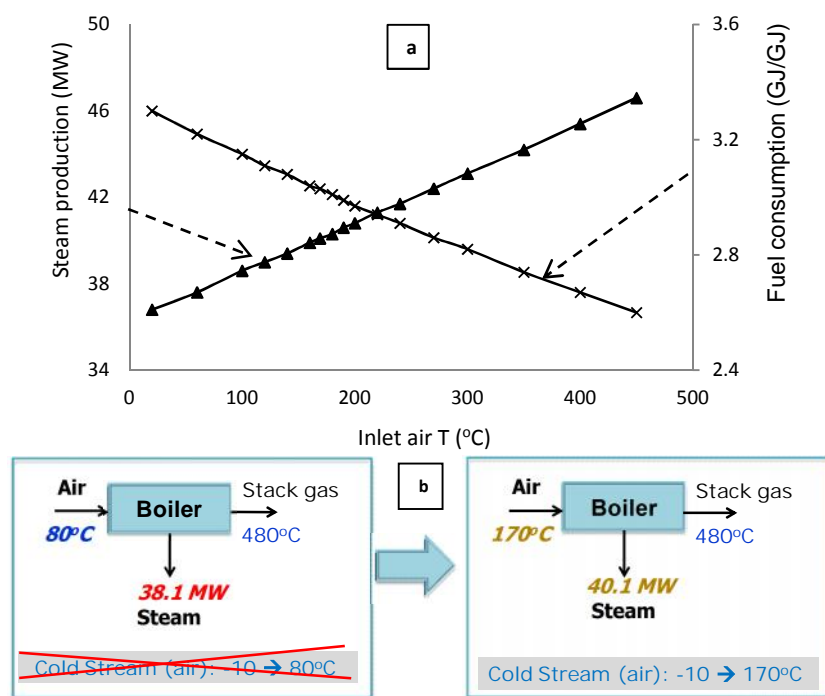 a
Steam production (MW)
50
46
42
38
34
Fuel consumption (GJ/GJ)
3.6
3.2
2.8
2.4
0
100
200
300
400
500
Inlet air T (°C)
b
Air
80°C
Boiler
Stack gas
480°C
38.1 MW
Steam
Cold Stream (air): -10 → 80°C
Air
170°C
Boiler
Stack gas
480°C
40.1 MW
Steam
Cold Stream (air): -10 → 170°C